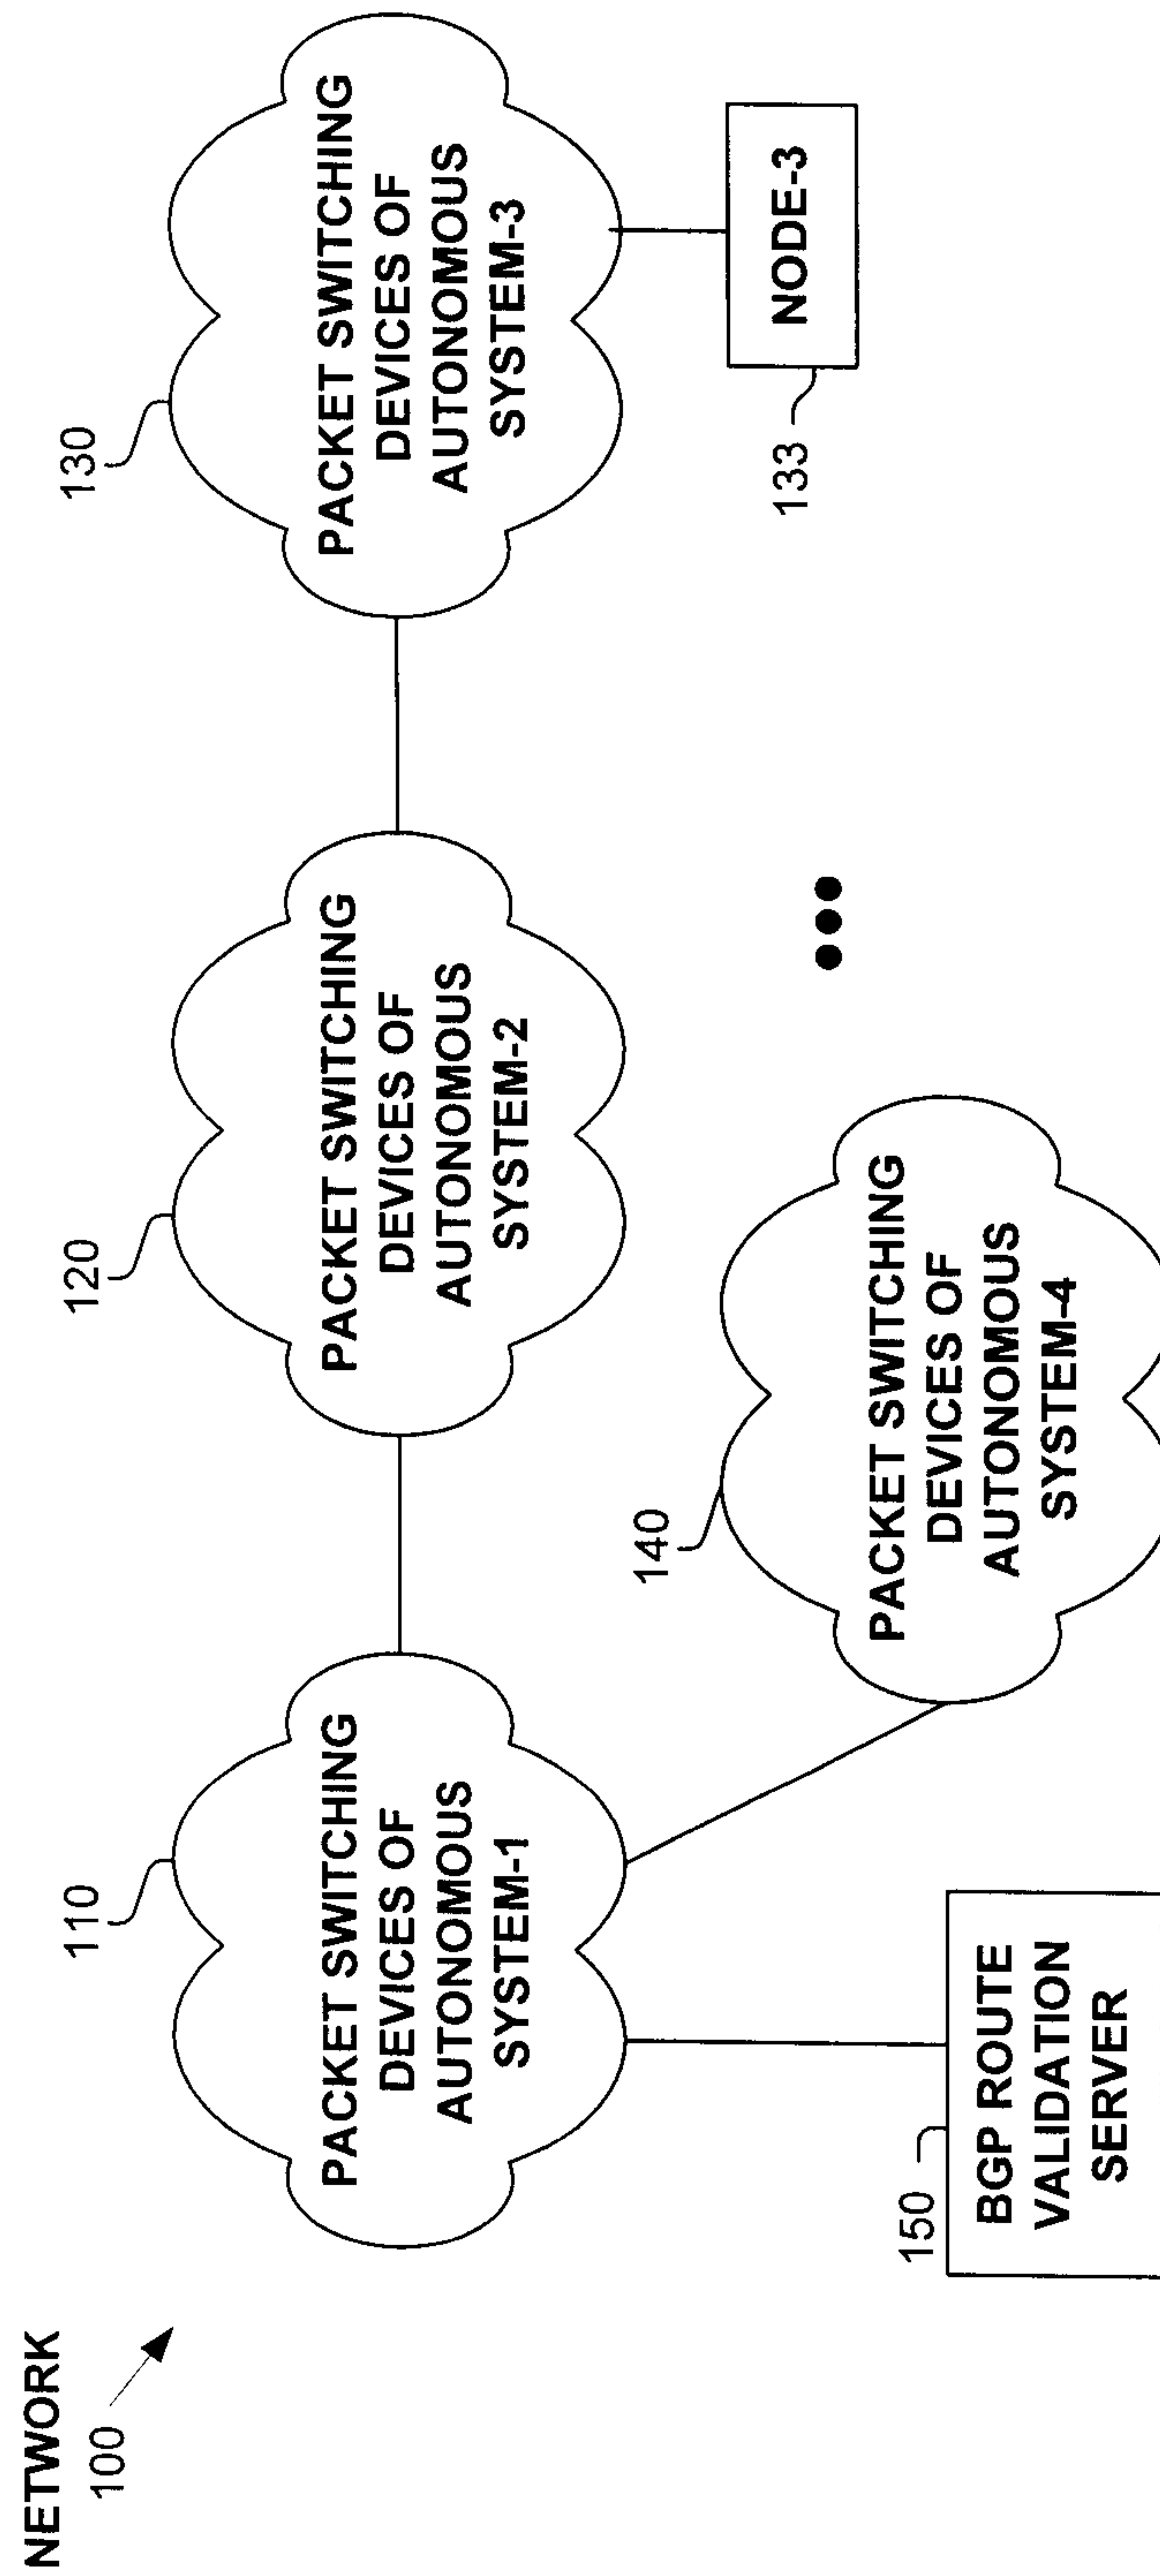 NETWORK
100
110
PACKET SWITCHING
DEVICES OF
AUTONOMOUS
SYSTEM-1
120
PACKET SWITCHING
DEVICES OF
AUTONOMOUS
SYSTEM-2
130
PACKET SWITCHING
DEVICES OF
AUTONOMOUS
SYSTEM-3
133
NODE-3
140
PACKET SWITCHING
DEVICES OF
AUTONOMOUS
SYSTEM-4
150
BGP ROUTE
VALIDATION
SERVER